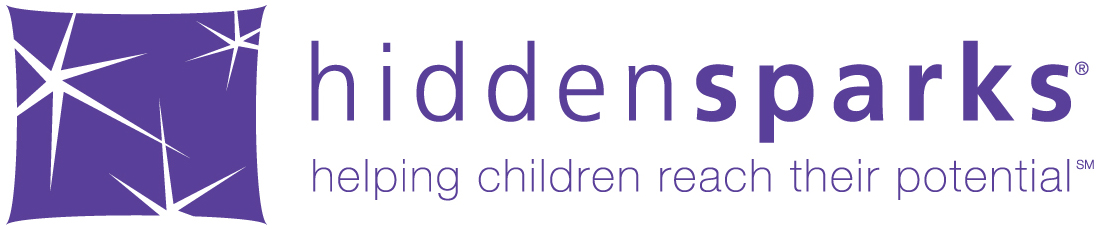 hiddensparks®
helping children reach their potential℠